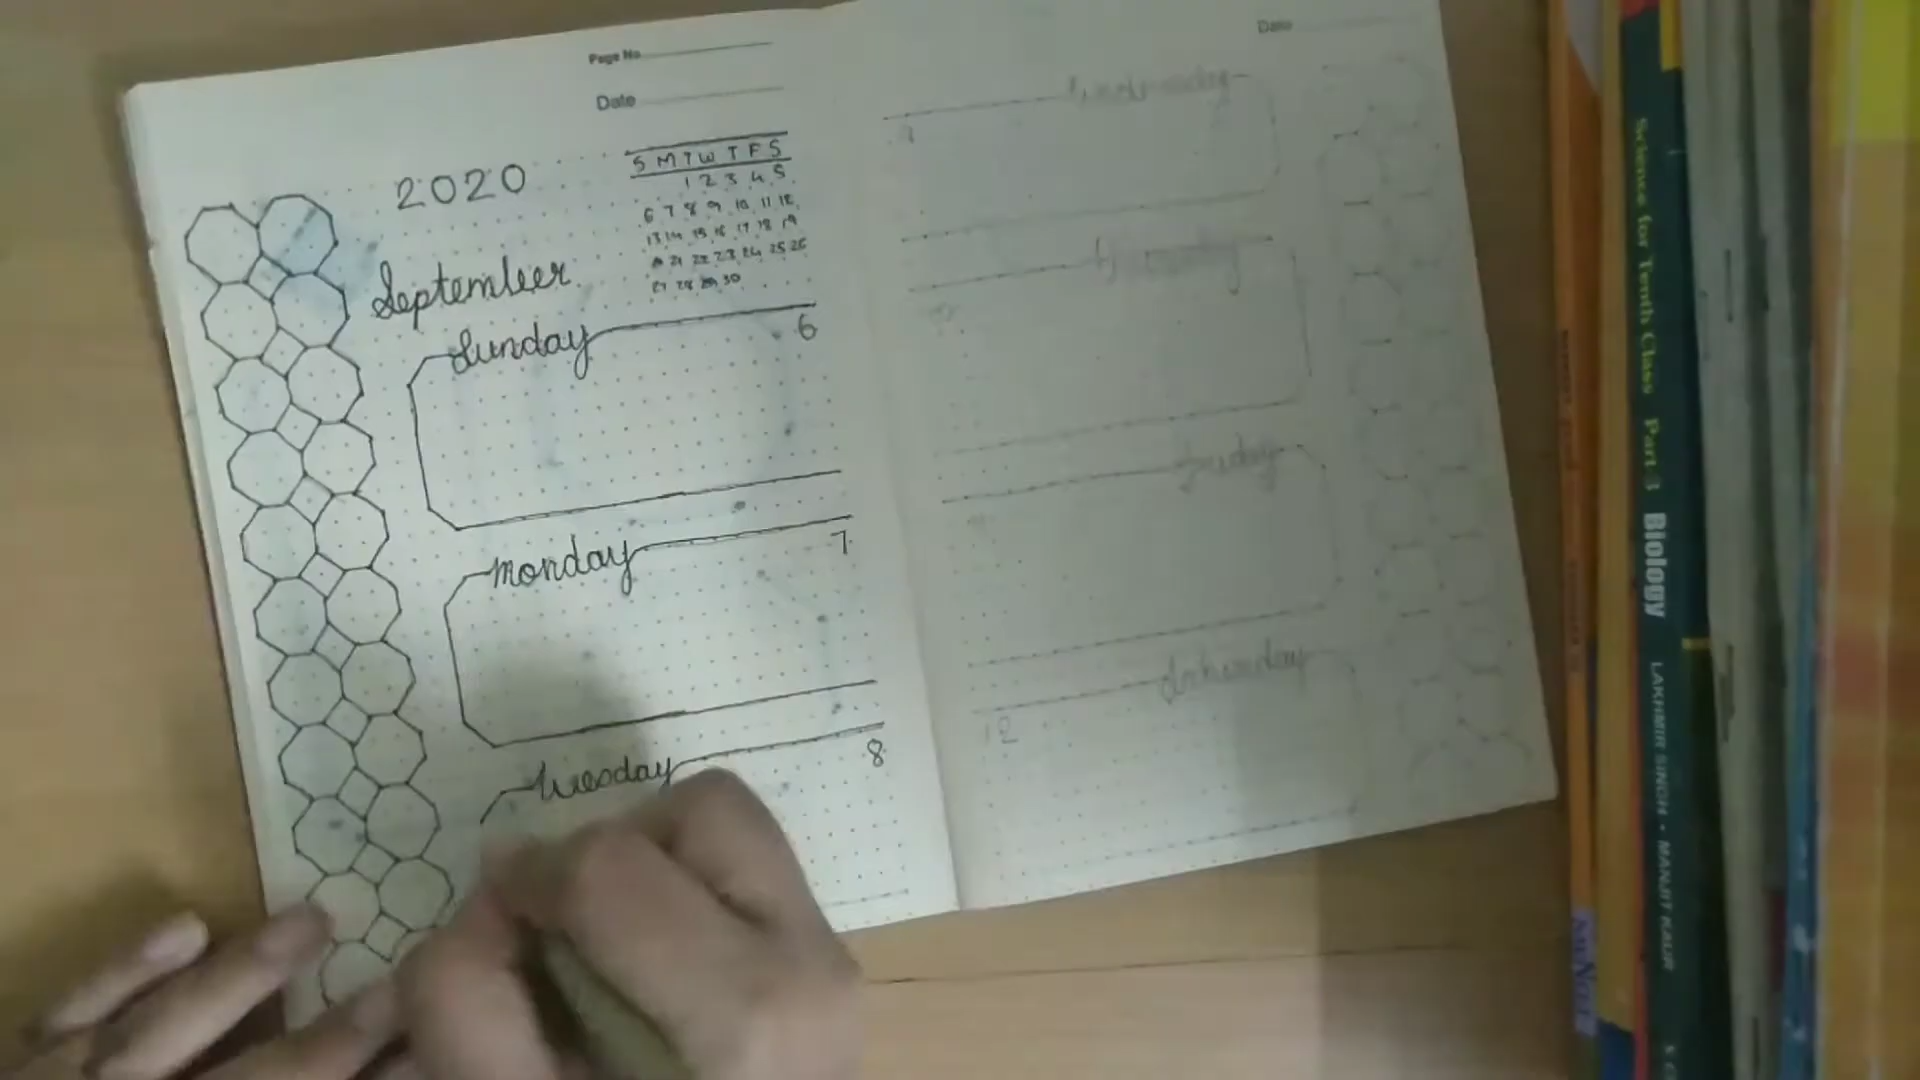 Page No.
Date
2020
September
S M T W T F S
1 2 3 4 5
6 7 8 9 10 11 12
13 14 15 16 17 18 19
21 22 23 24 25 26
27 28 29 30
Sunday
6
monday
7
Tuesday
8
Date
Wednesday
9
Thursday
friday
Saturday
12
Science for Tenth Class Part 3 Biology LAKHMIR SINGH • MANJIT KAUR